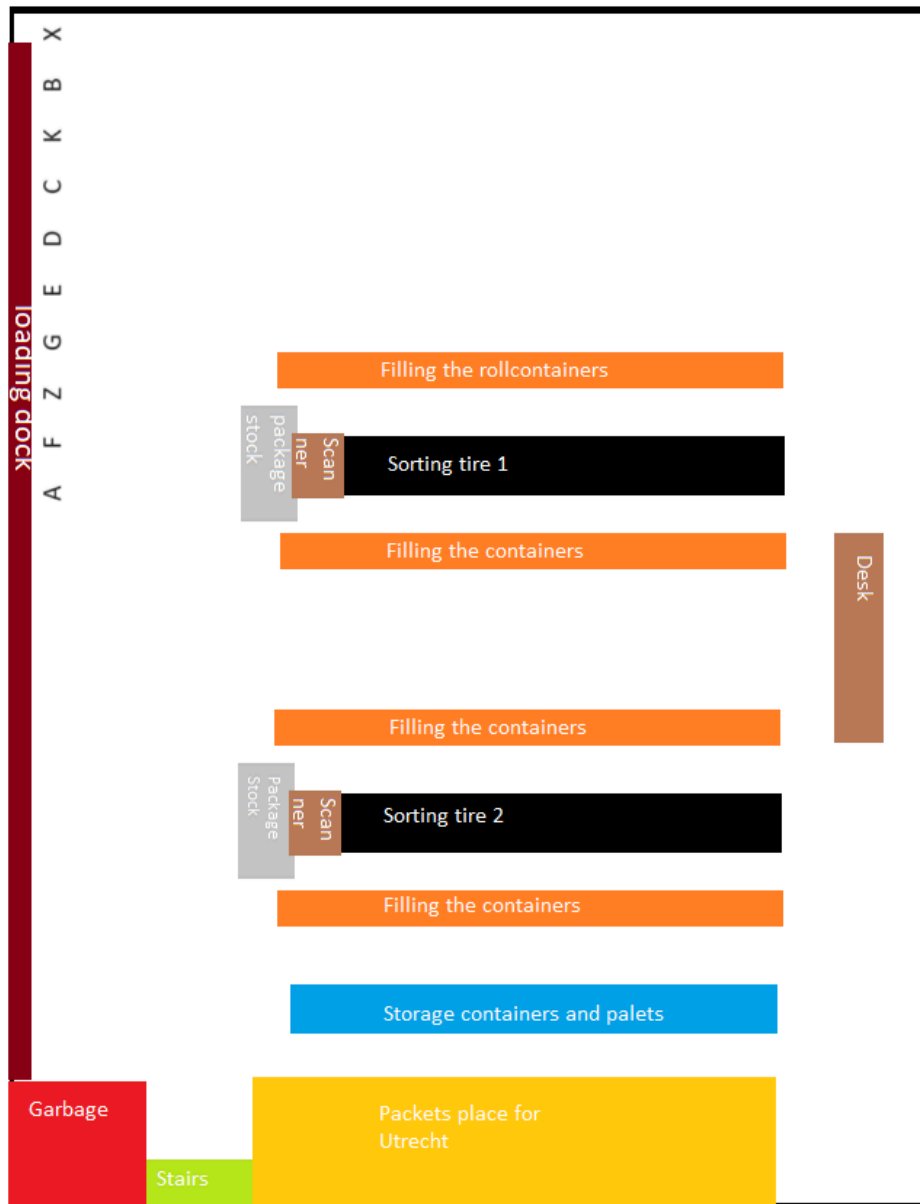 X
B
K
C
D
E
G
Z
F
A
loading dock
Filling the rollcontainers
package
stock
Scan
ner
Sorting tire 1
Filling the containers
Desk
Filling the containers
Package
Stock
Scan
ner
Sorting tire 2
Filling the containers
Storage containers and palets
Garbage
Stairs
Packets place for
Utrecht